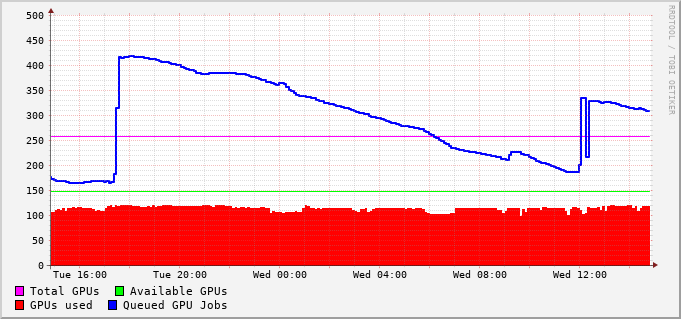 500
450
400
350
300
250
200
150
100
50
0
Tue 16:00 Tue 20:00 Wed 00:00 Wed 04:00 Wed 08:00 Wed 12:00
Total GPUs Available GPUs
GPUs used Queued GPU Jobs
RRDTOOL / TOBI OETIKER